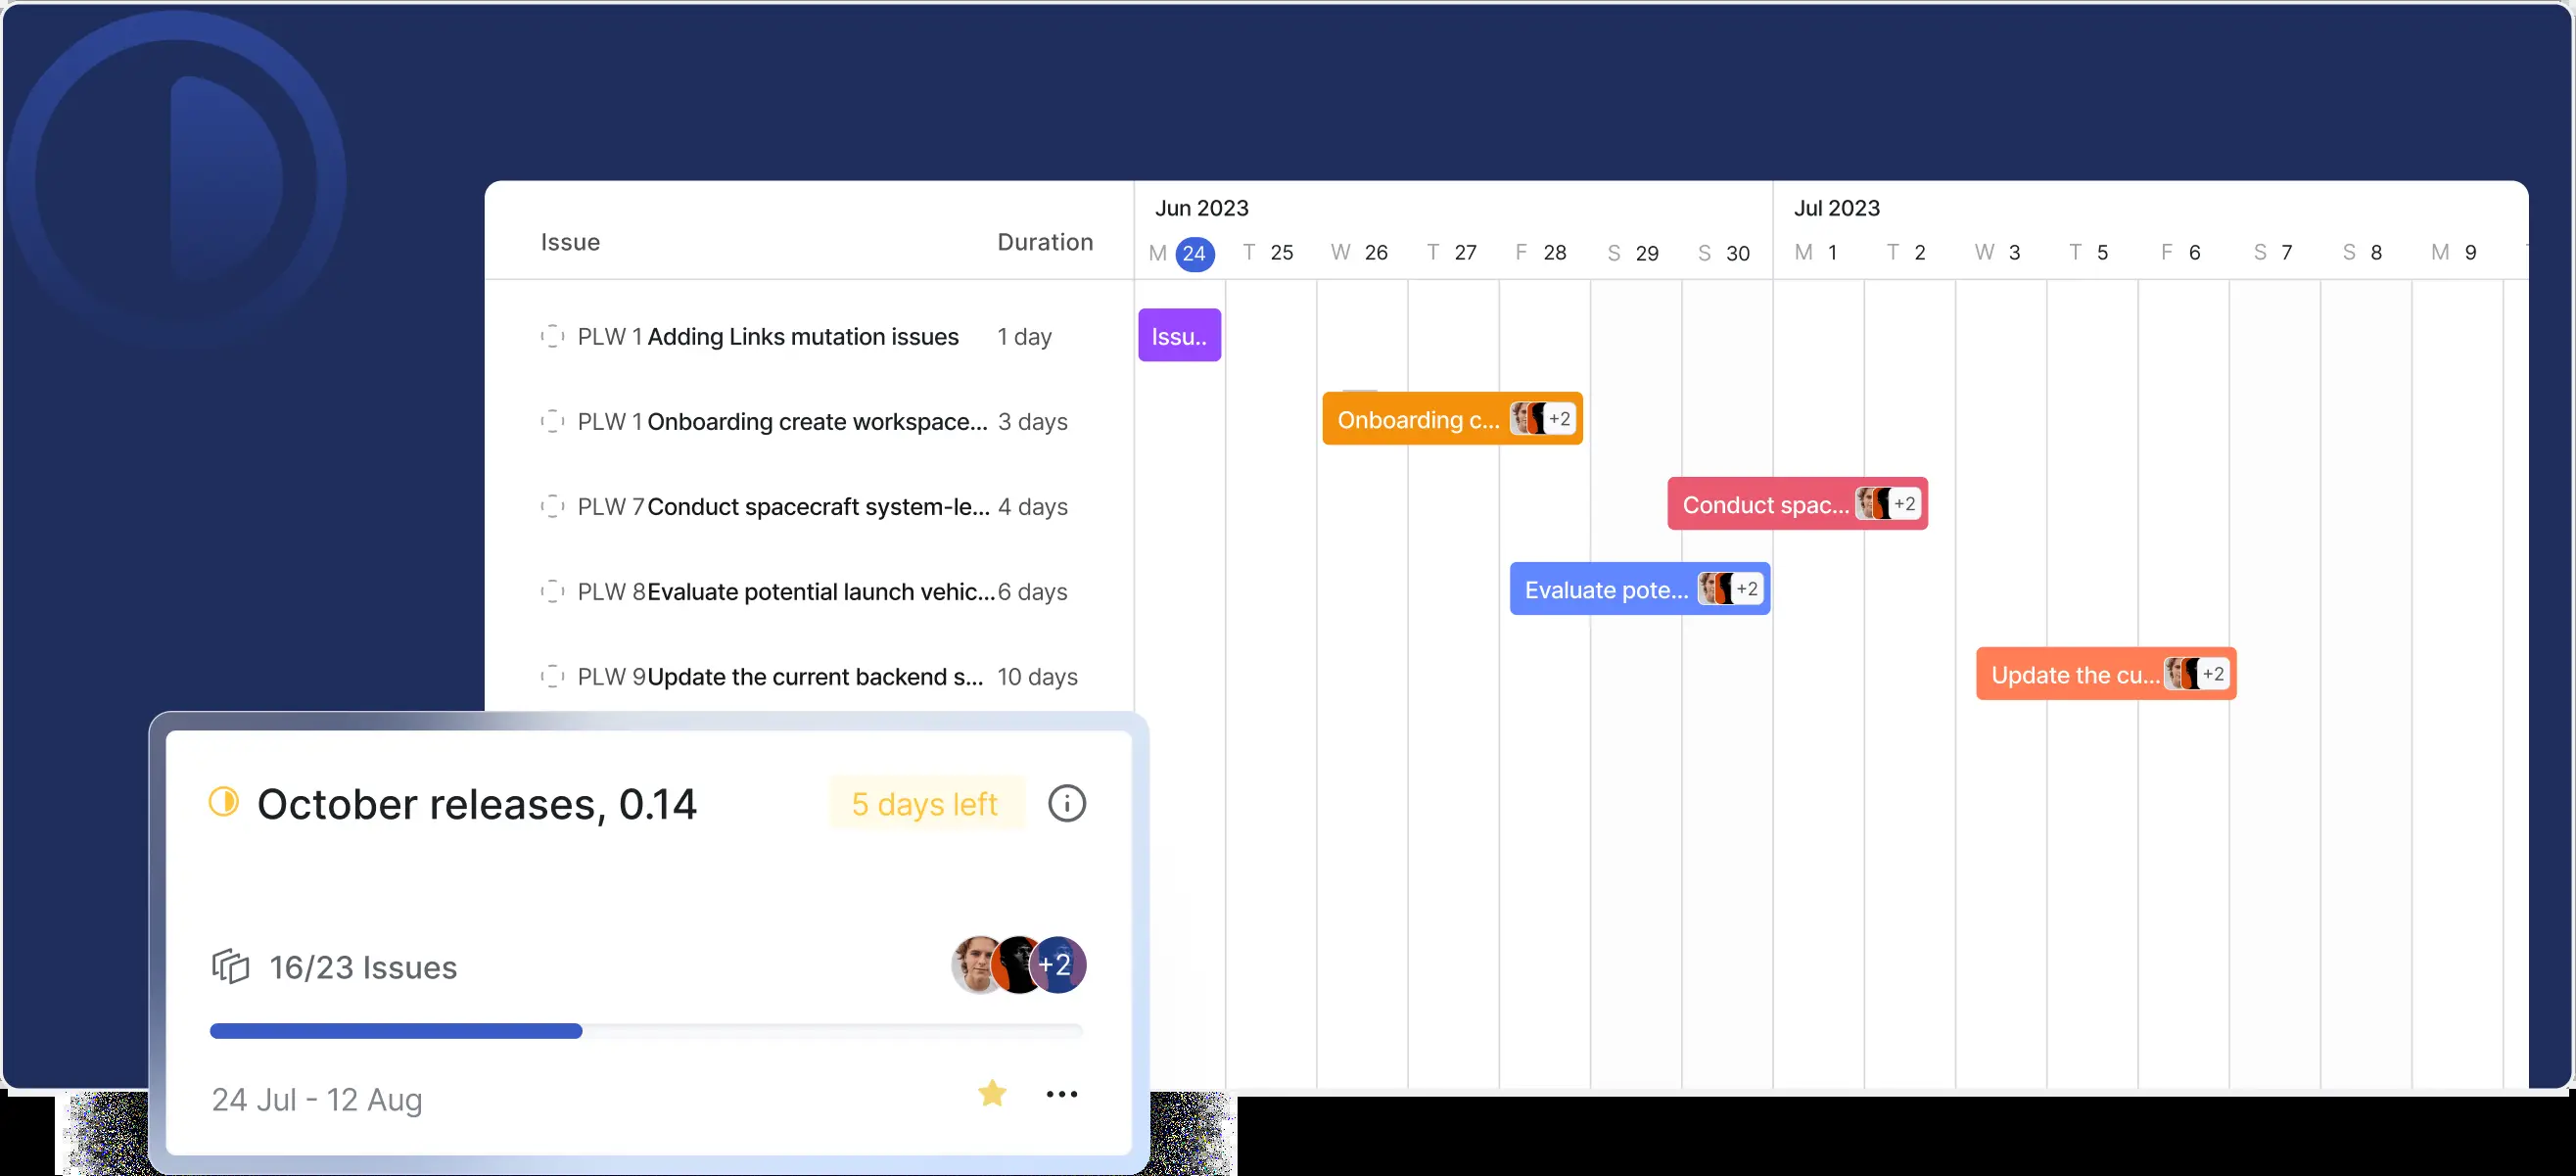 Jun 2023 Jul 2023
Issue Duration
M 24 T 25 W 26 T 27 F 28 S 29 S 30 M 1 T 2 W 3 T 5 F 6 S 7 S 8 M 9
PLW 1 Adding Links mutation issues 1 day
Issu..
PLW 1 Onboarding create workspace... 3 days
Onboarding c... +2
PLW 7 Conduct spacecraft system-le... 4 days
Conduct spac... +2
PLW 8 Evaluate potential launch vehic... 6 days
Evaluate pote... +2
PLW 9 Update the current backend s... 10 days
Update the cu... +2
October releases, 0.14 5 days left
16/23 Issues +2
24 Jul - 12 Aug